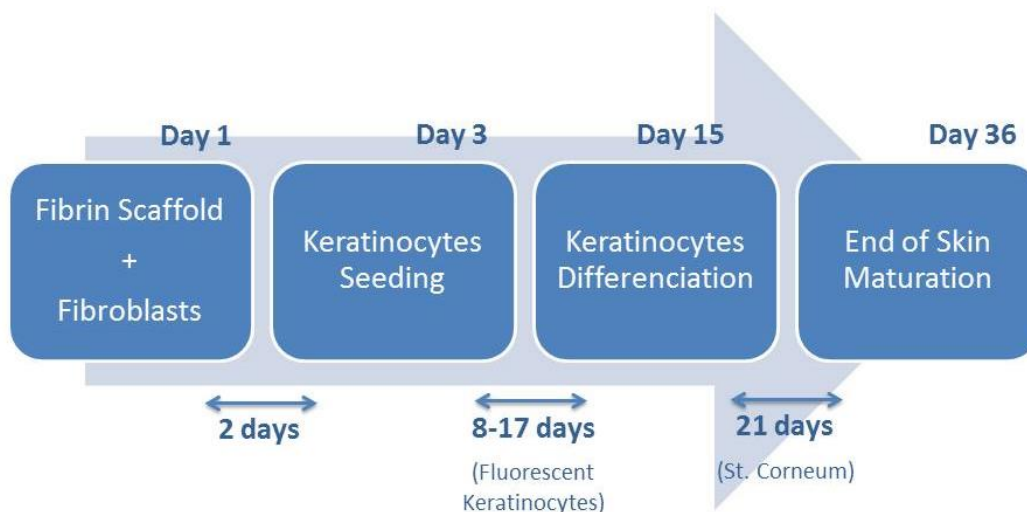 Day 1
Day 3
Day 15
Day 36
Fibrin Scaffold
+
Fibroblasts
Keratinocytes
Seeding
Keratinocytes
Differenciation
End of Skin
Maturation
2 days
8-17 days
(Fluorescent
Keratinocytes)
21 days
(St. Corneum)